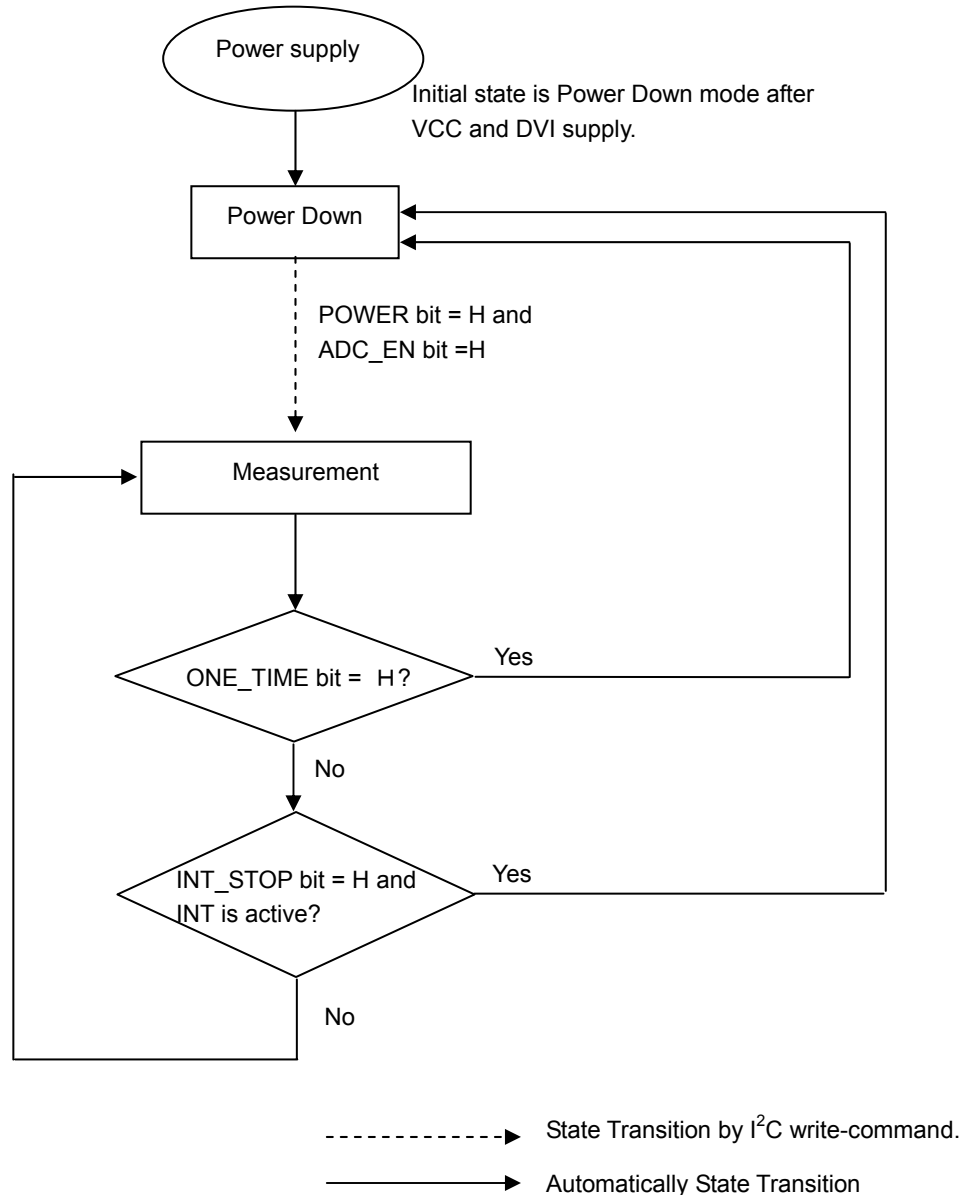 Power supply
Initial state is Power Down mode after
VCC and DVI supply.
Power Down
POWER bit = H and
ADC_EN bit =H
Measurement
ONE_TIME bit = H?
Yes
No
INT_STOP bit = H and
INT is active?
Yes
No
State Transition by I²C write-command.
Automatically State Transition